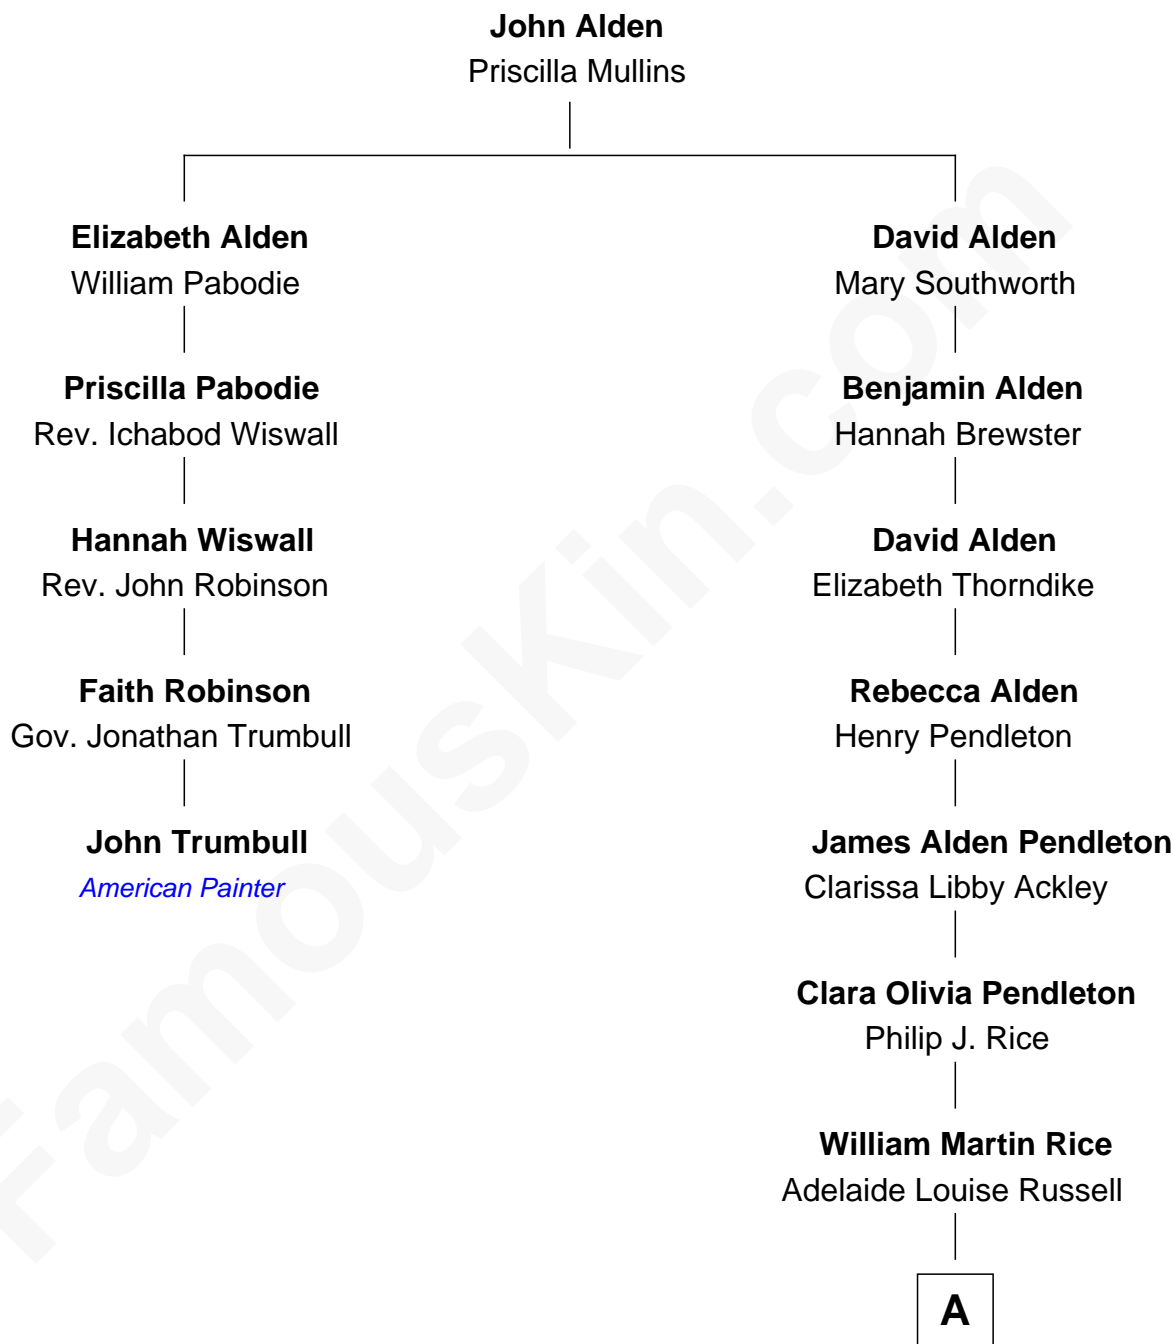 John Alden
Priscilla Mullins
Elizabeth Alden
William Pabodie
David Alden
Mary Southworth
Priscilla Pabodie
Rev. Ichabod Wiswall
Benjamin Alden
Hannah Brewster
Hannah Wiswall
Rev. John Robinson
David Alden
Elizabeth Thorndike
Faith Robinson
Gov. Jonathan Trumbull
Rebecca Alden
Henry Pendleton
John Trumbull
American Painter
James Alden Pendleton
Clarissa Libby Ackley
Clara Olivia Pendleton
Philip J. Rice
William Martin Rice
Adelaide Louise Russell
A
FamousKin.com